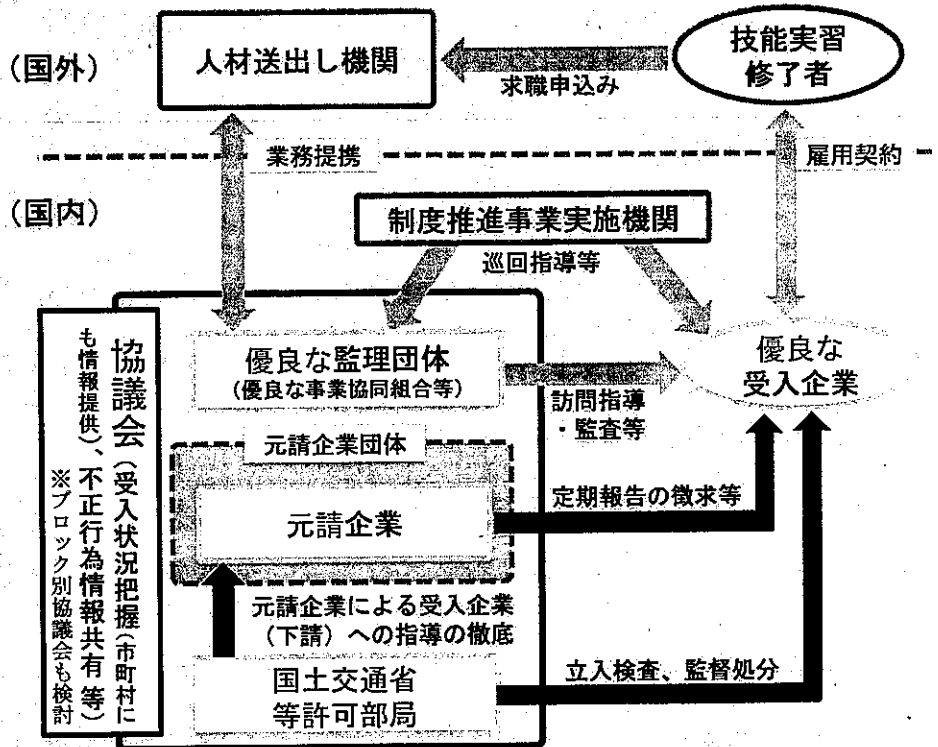 (国外)
人材送出し機関
求職申込み
技能実習
修了者
業務提携
雇用契約
(国内)
制度推進事業実施機関
巡回指導等
協議会(受入状況把握(市町村に
も情報提供)、不正行為情報共有 等)
※ブロック別協議会も検討
優良な監理団体
(優良な事業協同組合等)
訪問指導
・監査等
優良な
受入企業
元請企業団体
元請企業
定期報告の徴求等
元請企業による受入企業
(下請)への指導の徹底
国土交通省
等許可部局
立入検査、監督処分